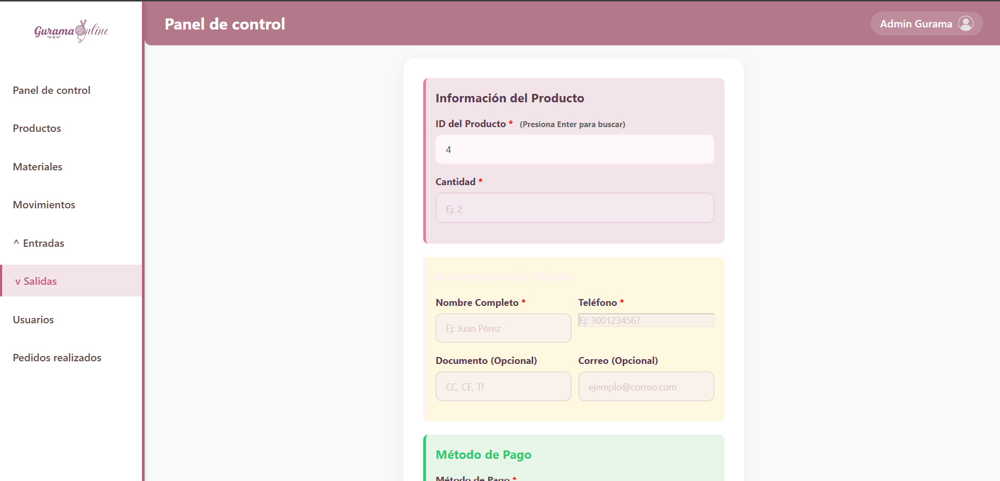 Gurama Online
Panel de control
Admin Gurama
Panel de control
Productos
Materiales
Movimientos
^ Entradas
v Salidas
Usuarios
Pedidos realizados
Información del Producto
ID del Producto * (Presiona Enter para buscar)
4
Cantidad *
Ej: 2
Información del Cliente
Nombre Completo *
Teléfono *
Ej: Juan Pérez
Ej: 3001234567
Documento (Opcional)
Correo (Opcional)
CC, CE, TI
ejemplo@correo.com
Método de Pago
Método de Pago *